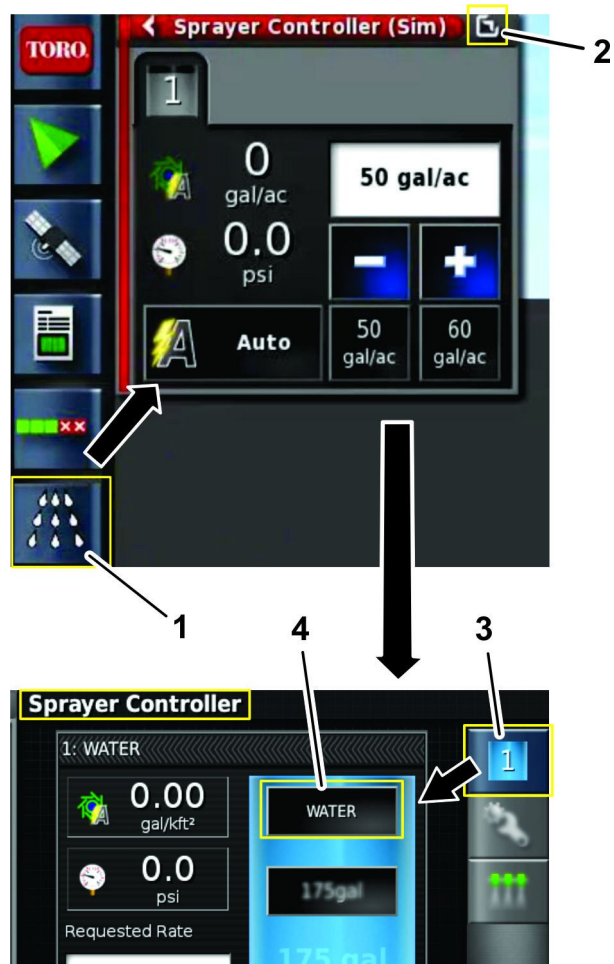 TORO.
Sprayer Controller (Sim)
2
1
0
gal/ac
50 gal/ac
0.0
psi
Auto
50
gal/ac
60
gal/ac
1
4
3
Sprayer Controller
1: WATER
1
0.00
gal/kft²
WATER
0.0
psi
175gal
Requested Rate
175 gal